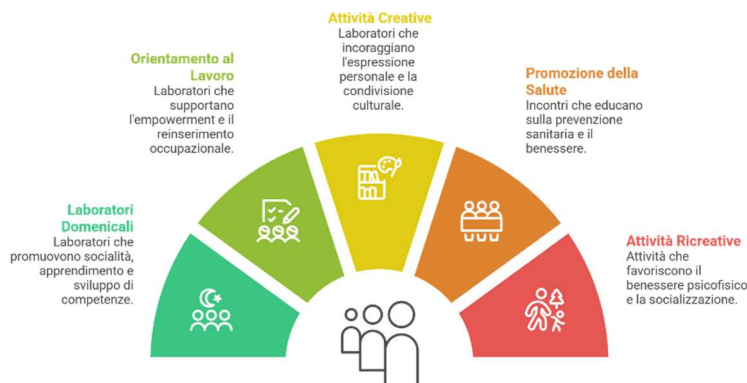 Attività Creative
Laboratori che
incoraggiano
l'espressione
personale e la
condivisione
culturale.
Orientamento al
Lavoro
Laboratori che
supportano
l'empowerment e il
reinserimento
occupazionale.
Promozione della
Salute
Incontri che educano
sulla prevenzione
sanitaria e il
benessere.
Laboratori
Domenicali
Laboratori che
promuovono socialità,
apprendimento e
sviluppo di
competenze.
Attività Ricreative
Attività che
favoriscono il
benessere psicofisico
e la socializzazione.